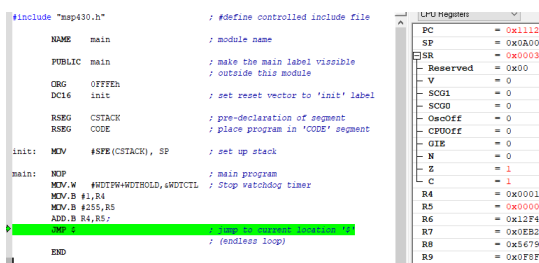 #include "msp430.h" ; #define controlled include file
NAME main ; module name
PUBLIC main ; make the main label vissible
; outside this module
ORG 0FFFEh
DC16 init ; set reset vector to 'init' label
RSEG CSTACK ; pre-declaration of segment
RSEG CODE ; place program in 'CODE' segment
init: MOV #SFE(CSTACK), SP ; set up stack
main: NOP ; main program
MOV.W #WDTPW+WDTHOLD,&WDTCTL ; Stop watchdog timer
MOV.B #1,R4
MOV.B #255,R5
ADD.B R4,R5;
JMP $ ; jump to current location '$'
; (endless loop)
END
CPU Registers
PC = 0x1112
SP = 0x0A00
SR = 0x0003
Reserved = 0x00
V = 0
SCG1 = 0
SCG0 = 0
OscOff = 0
CPUOff = 0
GIE = 0
N = 0
Z = 1
C = 1
R4 = 0x0001
R5 = 0x0000
R6 = 0x12F4
R7 = 0x0EB2
R8 = 0x5679
R9 = 0x0F8F